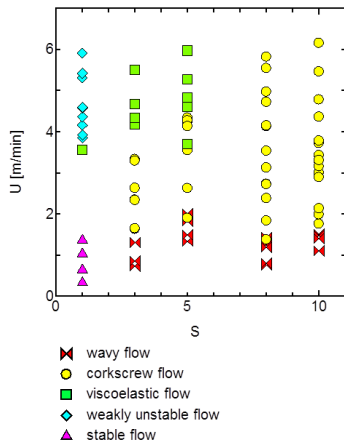 6
4
2
0
U [m/min]
0
5
10
S
wavy flow
corkscrew flow
viscoelastic flow
weakly unstable flow
stable flow